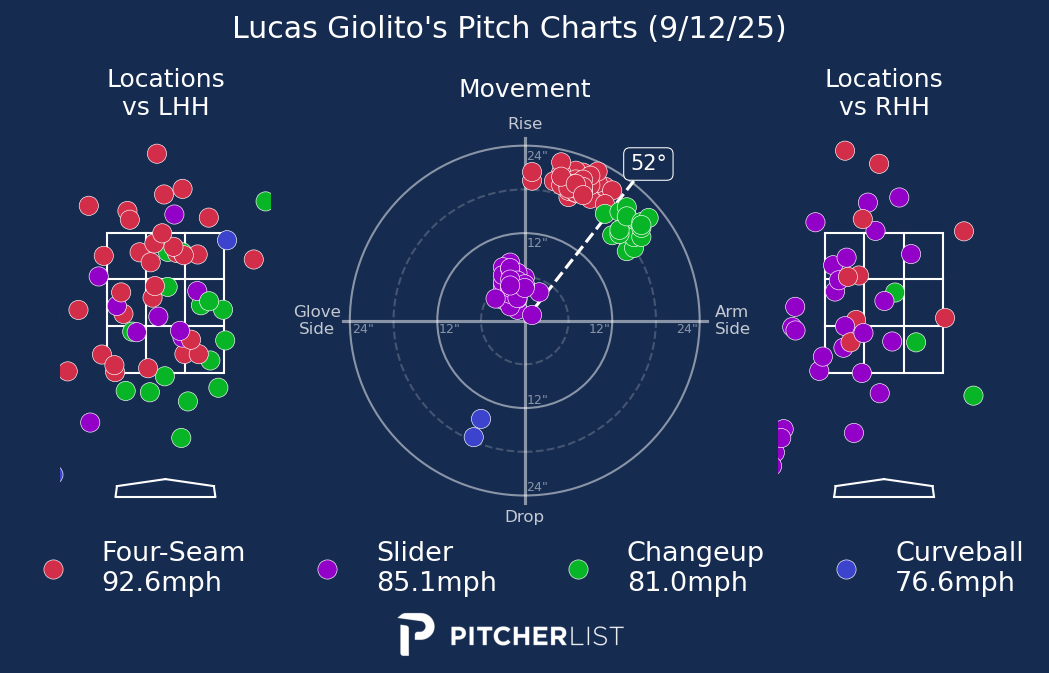 Lucas Giolito's Pitch Charts (9/12/25)
Locations
vs LHH
Movement
Locations
vs RHH
Rise
24"
52°
12"
Glove
Side
24"
12"
12"
24"
Arm
Side
12"
24"
Drop
Four-Seam
92.6mph
Slider
85.1mph
Changeup
81.0mph
Curveball
76.6mph
PITCHERLIST